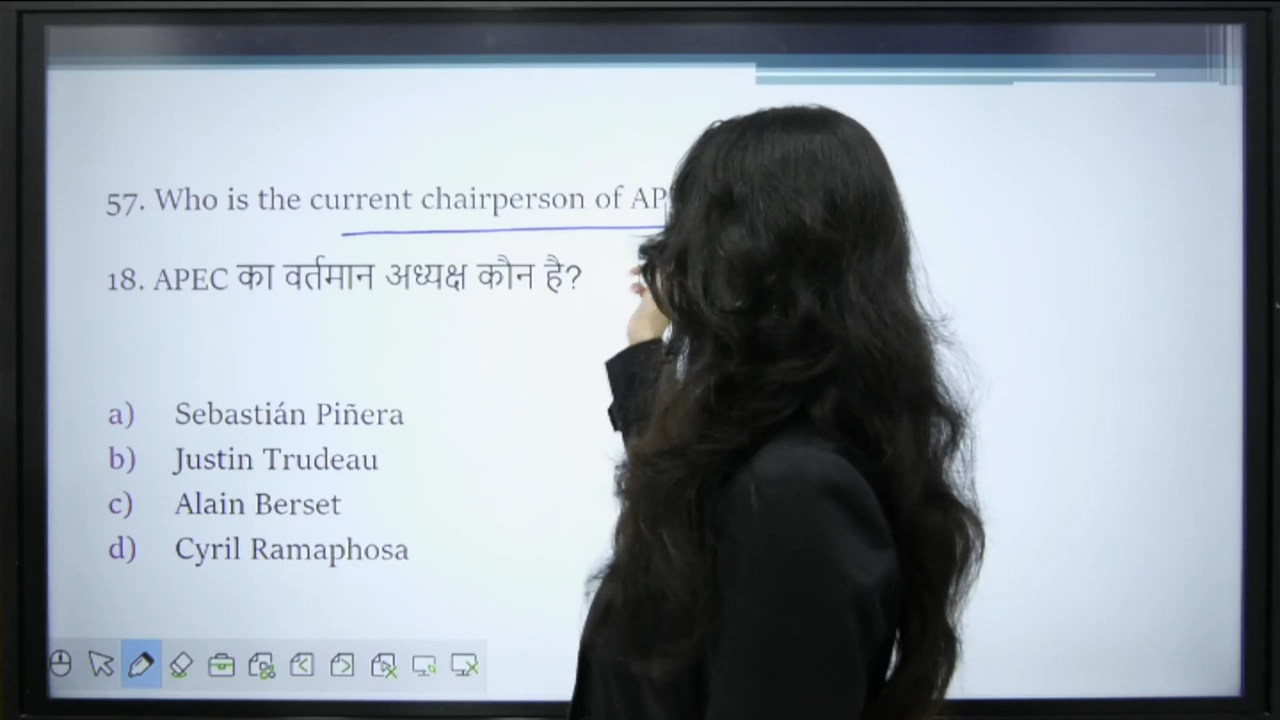 57. Who is the current chairperson of
18. APEC का वर्तमान अध्यक्ष कौन है?
a) Sebastián Piñera
b) Justin Trudeau
c) Alain Berset
d) Cyril Ramaphosa